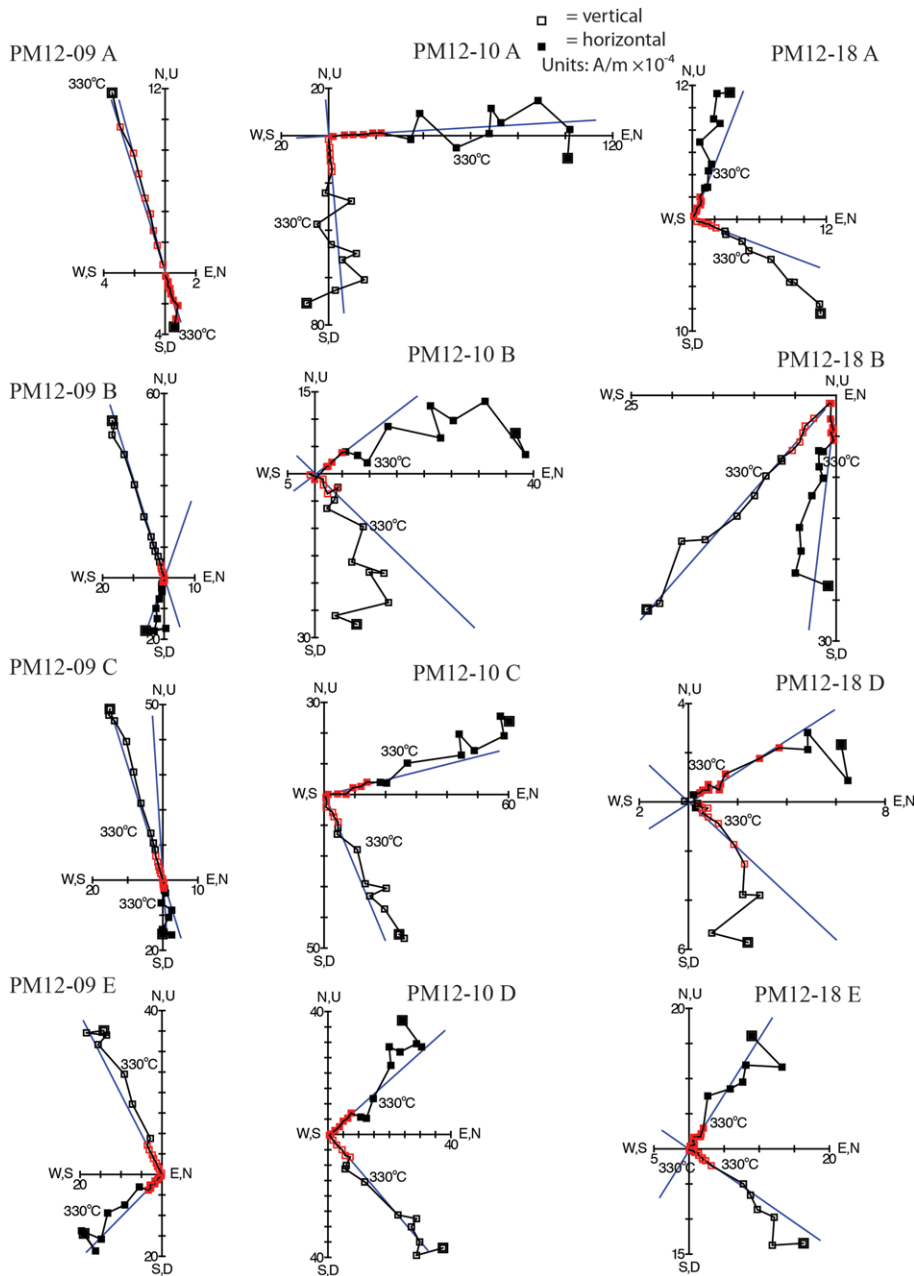 = vertical
= horizontal
Units: A/m ×10⁻⁴
PM12-09 A
330°C
N,U
12
W,S
E,N
4
2
4
S,D
330°C
PM12-10 A
N,U
20
W,S
E,N
20
120
330°C
330°C
80
S,D
PM12-18 A
N,U
12
330°C
W,S
E,N
12
330°C
10
S,D
PM12-09 B
N,U
60
W,S
E,N
20
10
20
S,D
PM12-10 B
N,U
15
330°C
W,S
E,N
5
40
330°C
30
S,D
PM12-18 B
N,U
W,S
E,N
25
330°C
330°C
30
S,D
PM12-09 C
N,U
50
330°C
W,S
E,N
20
10
330°C
20
S,D
PM12-10 C
N,U
30
330°C
W,S
E,N
60
330°C
50
S,D
PM12-18 D
N,U
4
330°C
W,S
E,N
2
8
330°C
6
S,D
PM12-09 E
N,U
40
330°C
W,S
E,N
20
330°C
20
S,D
PM12-10 D
N,U
40
330°C
W,S
E,N
40
330°C
40
S,D
PM12-18 E
N,U
20
330°C
W,S
E,N
5
20
330°C
330°C
15
S,D